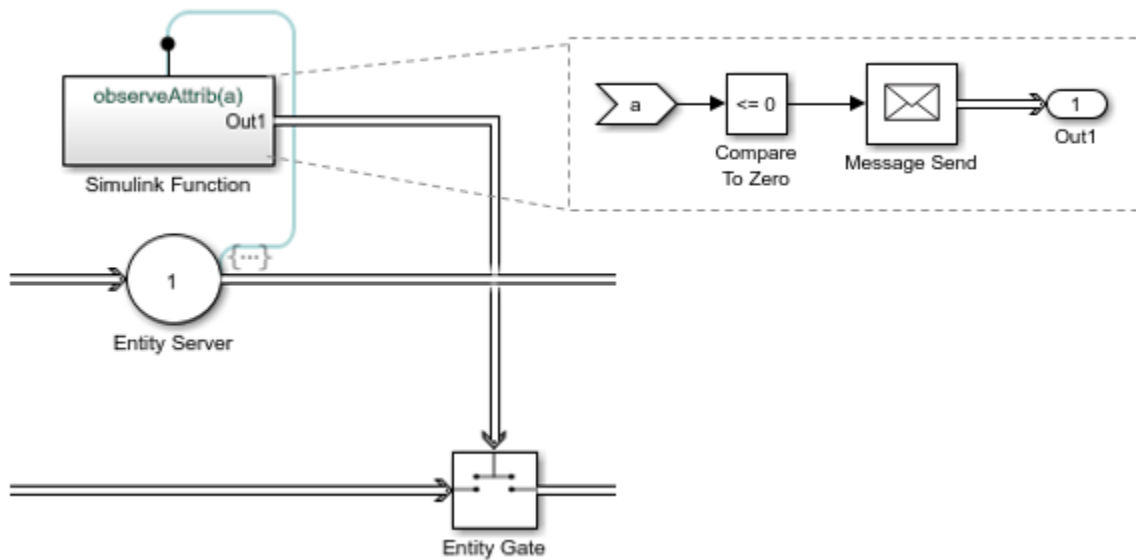 observeAttrib(a)
Out1
Simulink Function
a
<= 0
Compare
To Zero
Message Send
1
Out1
{...}
1
Entity Server
Entity Gate